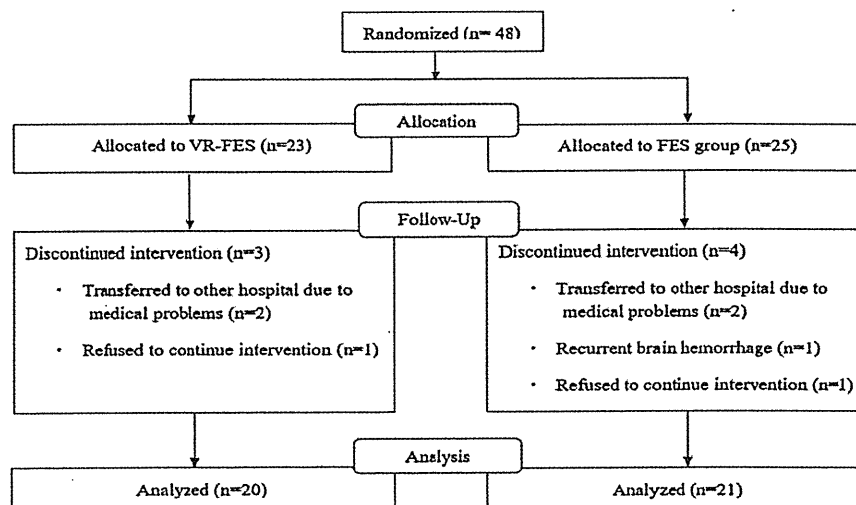 Randomized (n= 48)
Allocation
Allocated to VR-FES (n=23)
Allocated to FES group (n=25)
Follow-Up
Discontinued intervention (n=3)
• Transferred to other hospital due to
medical problems (n=2)
• Refused to continue intervention (n=1)
Discontinued intervention (n=4)
• Transferred to other hospital due to
medical problems (n=2)
• Recurrent brain hemorrhage (n=1)
• Refused to continue intervention (n=1)
Analysis
Analyzed (n=20)
Analyzed (n=21)